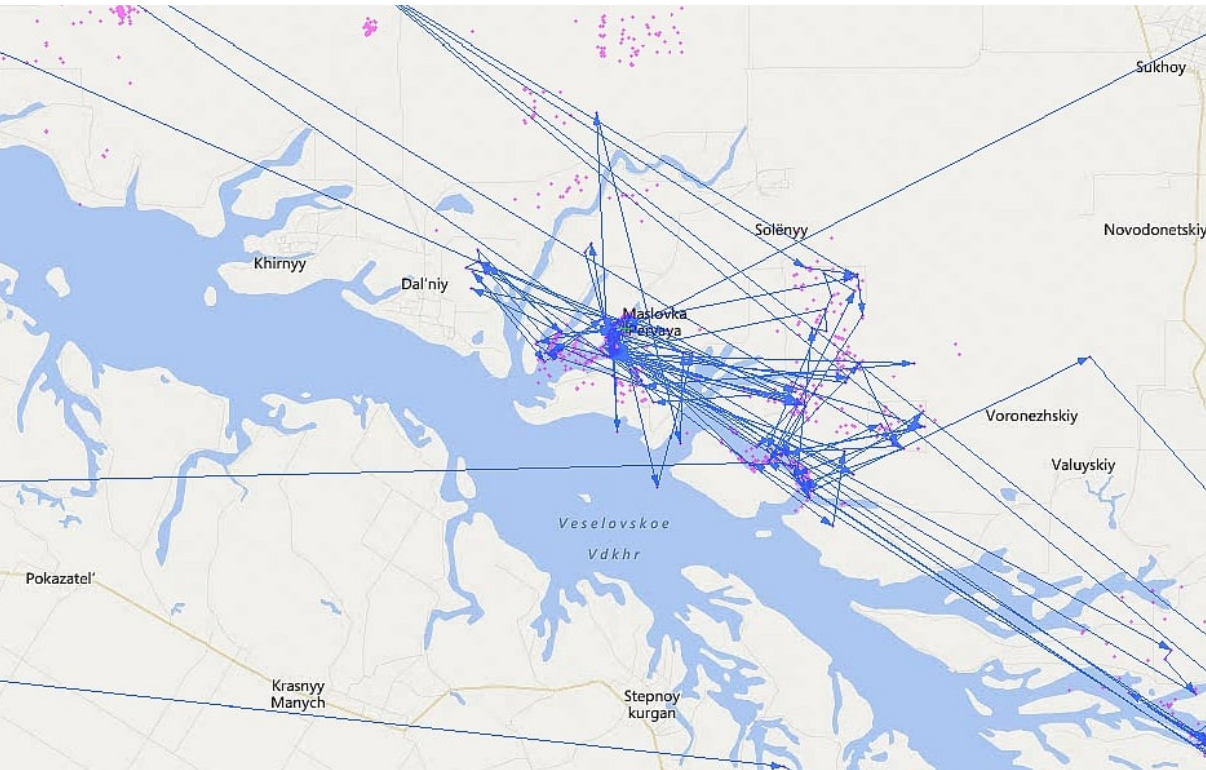 Sukhoy
Solënyy
Novodonetskiy
Khirnyy
Dal'niy
Maslovka
Pervaya
Voronezhskiy
Valuyskiy
Veselovskoe
Vdkhr
Pokazatel'
Krasnyy
Manych
Stepnoy
kurgan